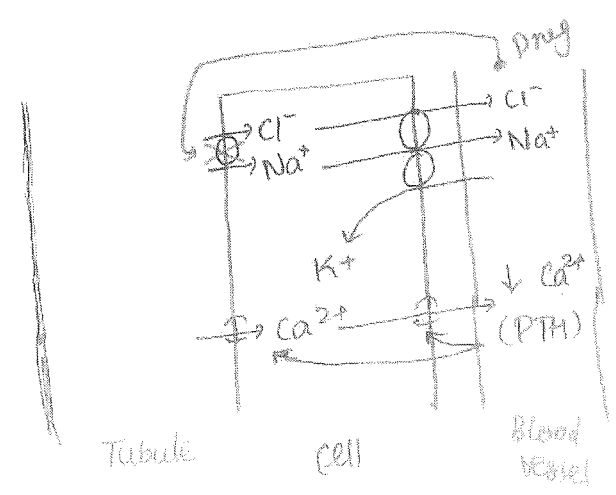 Drug
Cl⁻ Cl⁻
Na⁺ Na⁺
K+
Ca²⁺ ↓ Ca²⁺
(PTH)
Tubule Cell Blood
Vessel